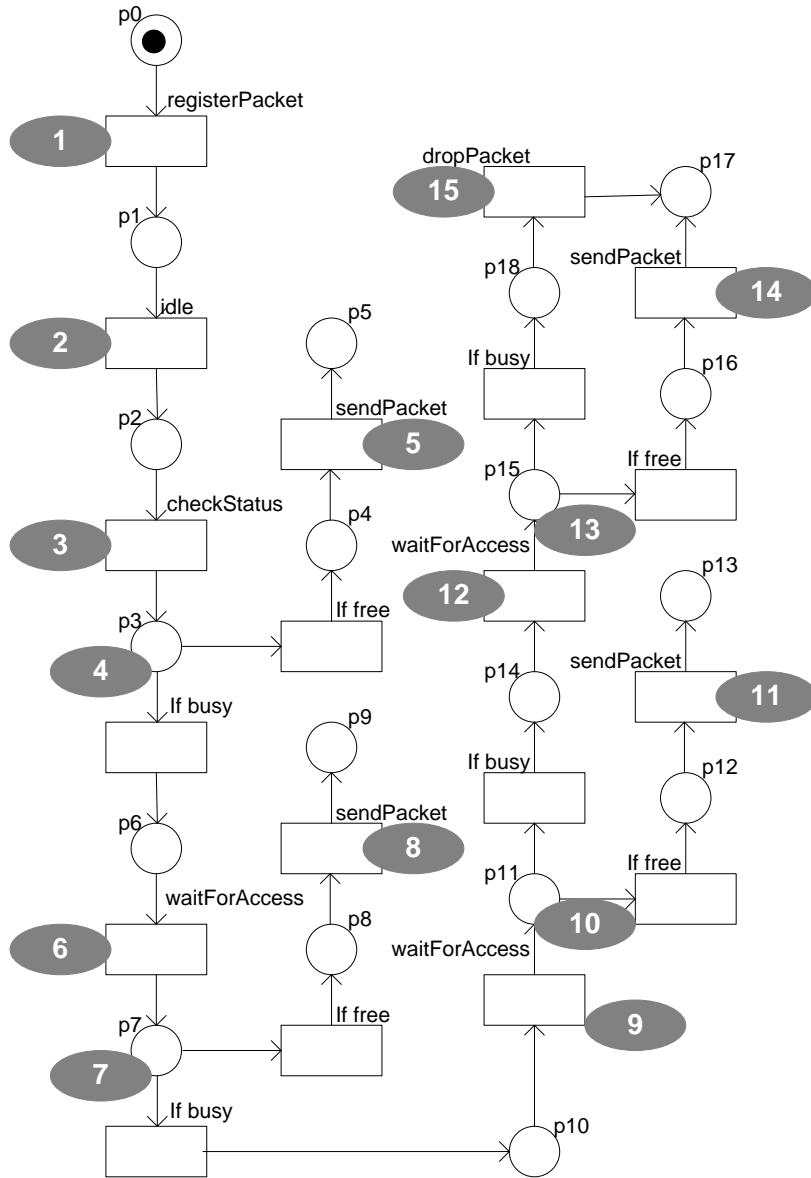 p0
registerPacket
1
p1
idle
2
p2
checkStatus
3
p3
4
If free
p4
sendPacket
5
p5
If busy
p6
waitForAccess
6
p7
7
If free
p8
sendPacket
8
p9
If busy
p10
9
waitForAccess
p11
10
If free
p12
sendPacket
11
p13
If busy
p14
12
waitForAccess
p15
13
If free
p16
sendPacket
14
p17
If busy
p18
dropPacket
15